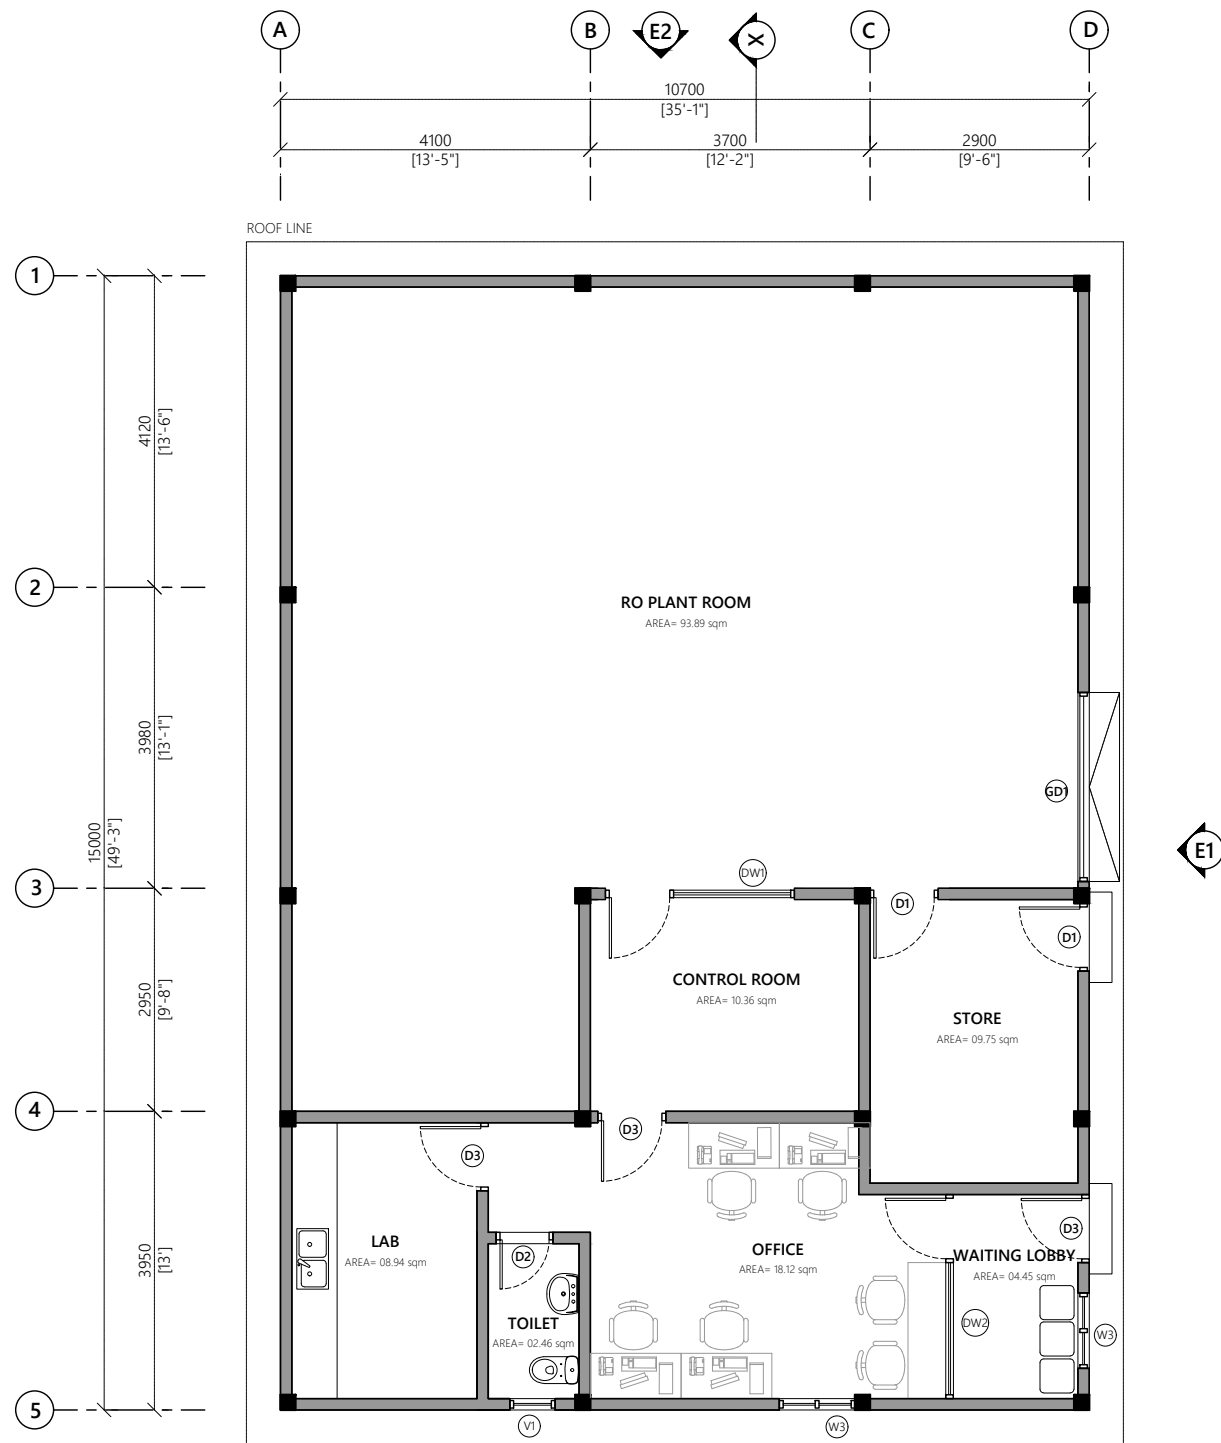 A
B
E2
X
C
D
10700
[35'-1"]
4100
[13'-5"]
3700
[12'-2"]
2900
[9'-6"]
ROOF LINE
1
4120
[13'-6"]
2
RO PLANT ROOM
AREA= 93.89 sqm
3980
[13'-1"]
GD1
15000
[49'-3"]
E1
3
DW1
D1
D1
CONTROL ROOM
AREA= 10.36 sqm
2950
[9'-8"]
STORE
AREA= 09.75 sqm
4
D3
D3
D3
D2
LAB
AREA= 08.94 sqm
OFFICE
AREA= 18.12 sqm
WAITING LOBBY
AREA= 04.45 sqm
3950
[13']
TOILET
AREA= 02.46 sqm
DW2
W3
5
V1
W3